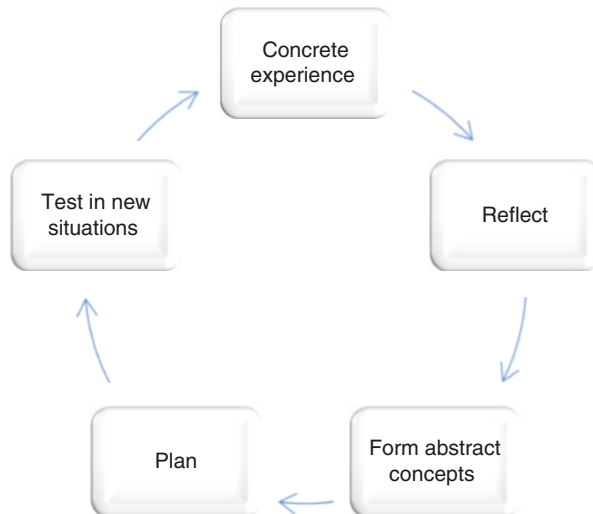 Concrete
experience
Reflect
Form abstract
concepts
Plan
Test in new
situations